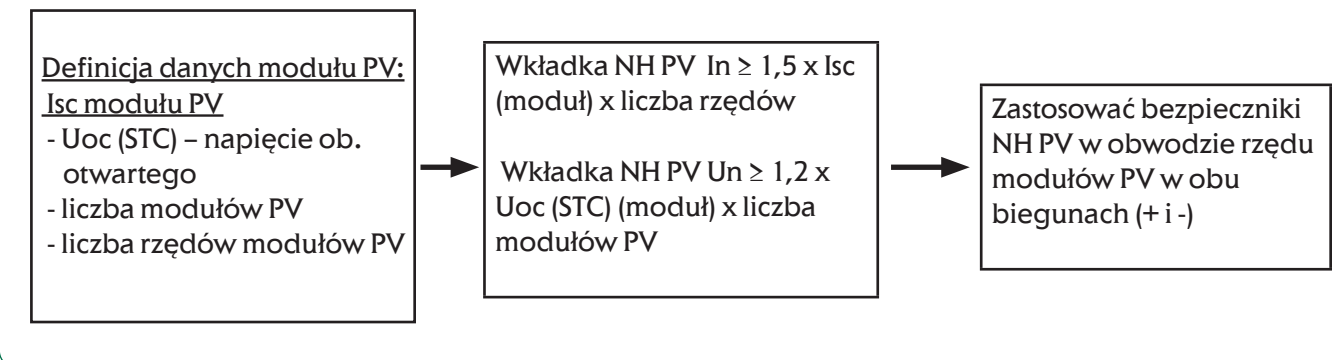 Definicja danych modułu PV:
Isc modułu PV
- Uoc (STC) – napięcie ob.
otwartego
- liczba modułów PV
- liczba rzędów modułów PV
Wkładka NH PV In ≥ 1,5 x Isc
(moduł) x liczba rzędów
Wkładka NH PV Un ≥ 1,2 x
Uoc (STC) (moduł) x liczba
modułów PV
Zastosować bezpieczniki
NH PV w obwodzie rzędu
modułów PV w obu
biegunach (+ i -)